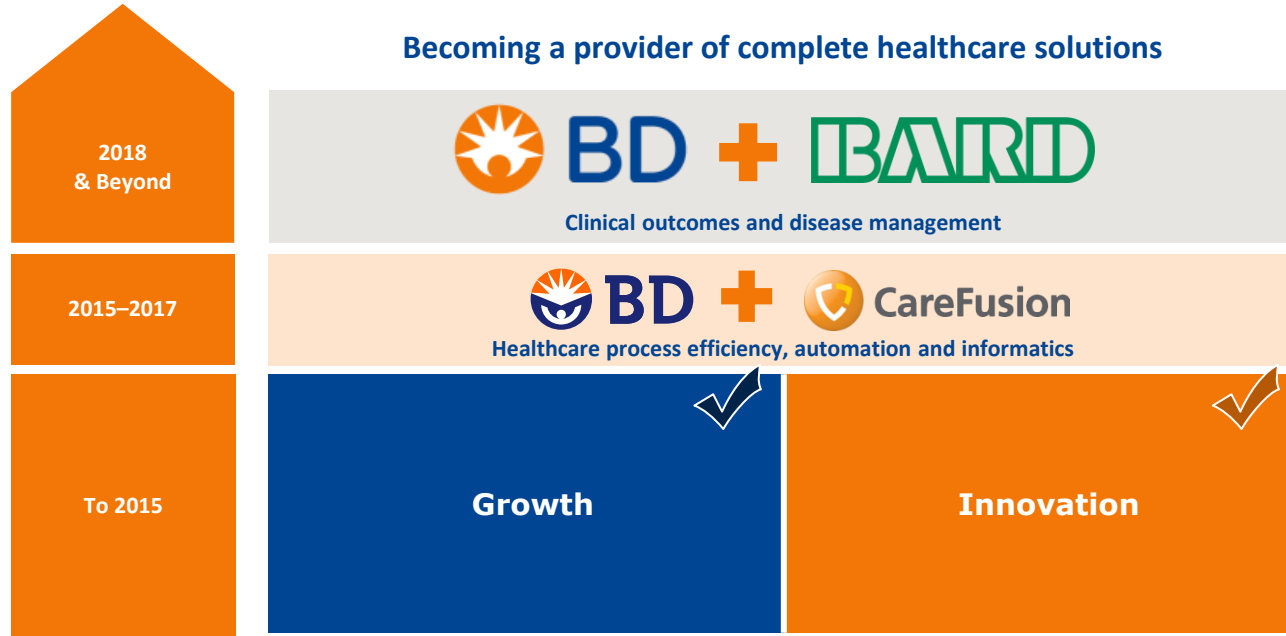 Becoming a provider of complete healthcare solutions
2018
& Beyond
BD + BARD
Clinical outcomes and disease management
2015–2017
BD + CareFusion
Healthcare process efficiency, automation and informatics
To 2015
Growth
Innovation